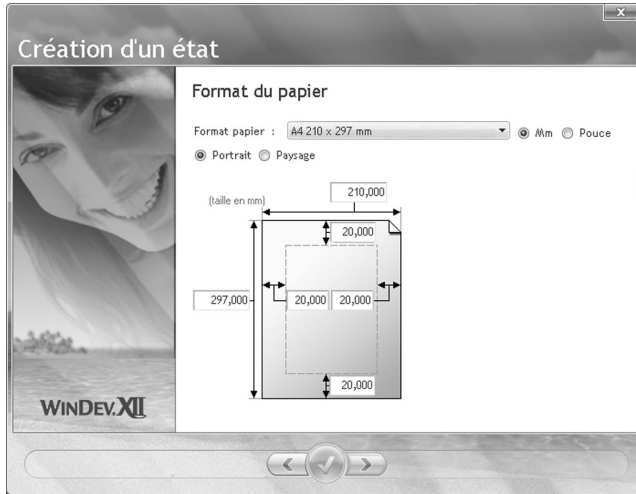 Création d'un état
Format du papier
Format papier : A4 210 x 297 mm Mm Pouce
Portrait Paysage
(taille en mm)
210,000
20,000
297,000 20,000 20,000
20,000
WINDEV.XII